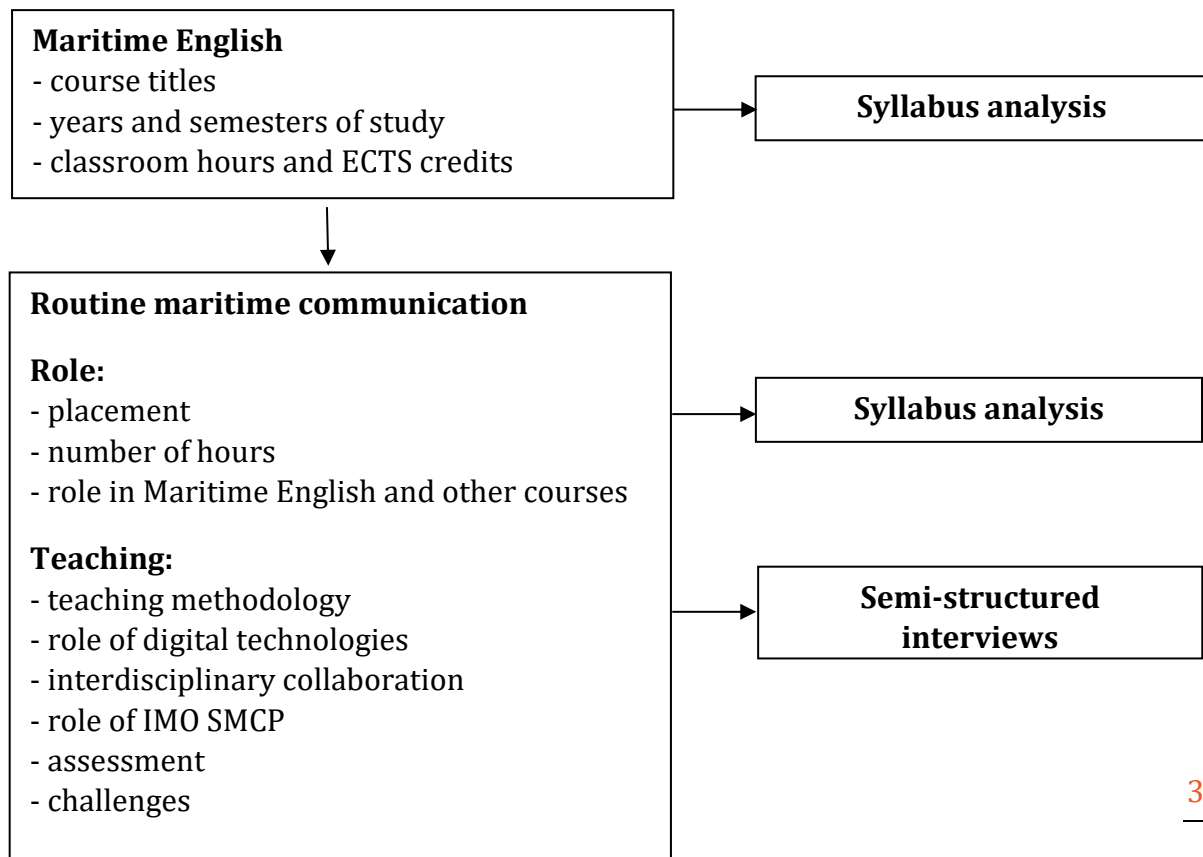 Maritime English
- course titles
- years and semesters of study
- classroom hours and ECTS credits
Syllabus analysis
Routine maritime communication
Role:
- placement
- number of hours
- role in Maritime English and other courses
Syllabus analysis
Teaching:
- teaching methodology
- role of digital technologies
- interdisciplinary collaboration
- role of IMO SMCP
- assessment
- challenges
Semi-structured
interviews
3